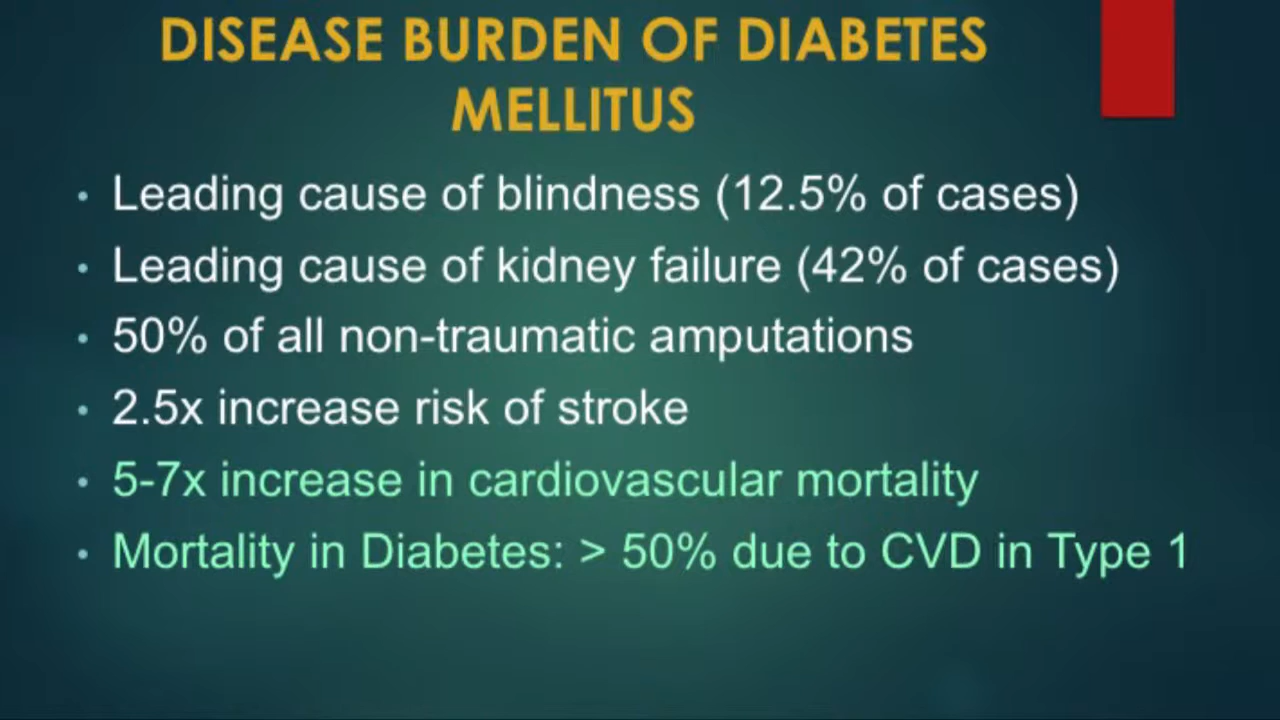 DISEASE BURDEN OF DIABETES
MELLITUS
• Leading cause of blindness (12.5% of cases)
• Leading cause of kidney failure (42% of cases)
• 50% of all non-traumatic amputations
• 2.5x increase risk of stroke
• 5-7x increase in cardiovascular mortality
• Mortality in Diabetes: > 50% due to CVD in Type 1